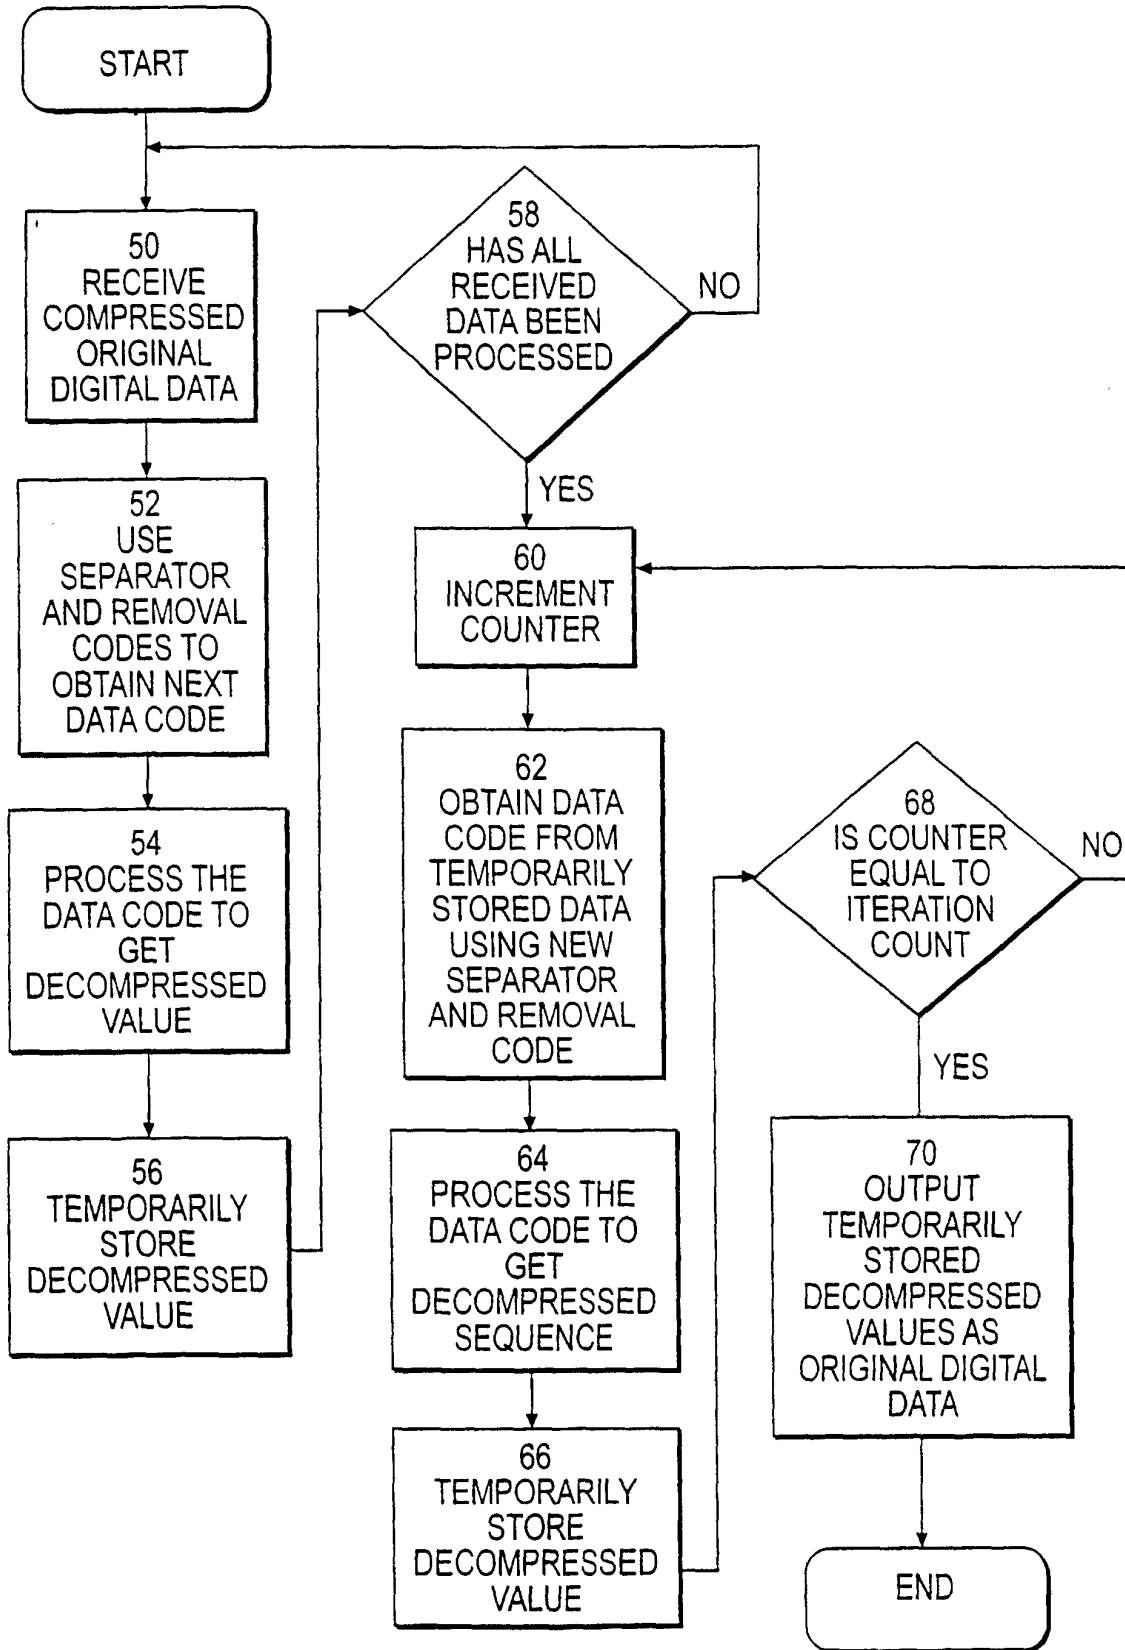 START
50
RECEIVE
COMPRESSED
ORIGINAL
DIGITAL DATA
52
USE
SEPARATOR
AND REMOVAL
CODES TO
OBTAIN NEXT
DATA CODE
54
PROCESS THE
DATA CODE TO
GET
DECOMPRESSED
VALUE
56
TEMPORARILY
STORE
DECOMPRESSED
VALUE
58
HAS ALL
RECEIVED
DATA BEEN
PROCESSED
NO
YES
60
INCREMENT
COUNTER
62
OBTAIN DATA
CODE FROM
TEMPORARILY
STORED DATA
USING NEW
SEPARATOR
AND REMOVAL
CODE
64
PROCESS THE
DATA CODE TO
GET
DECOMPRESSED
SEQUENCE
66
TEMPORARILY
STORE
DECOMPRESSED
VALUE
68
IS COUNTER
EQUAL TO
ITERATION
COUNT
NO
YES
70
OUTPUT
TEMPORARILY
STORED
DECOMPRESSED
VALUES AS
ORIGINAL DIGITAL
DATA
END